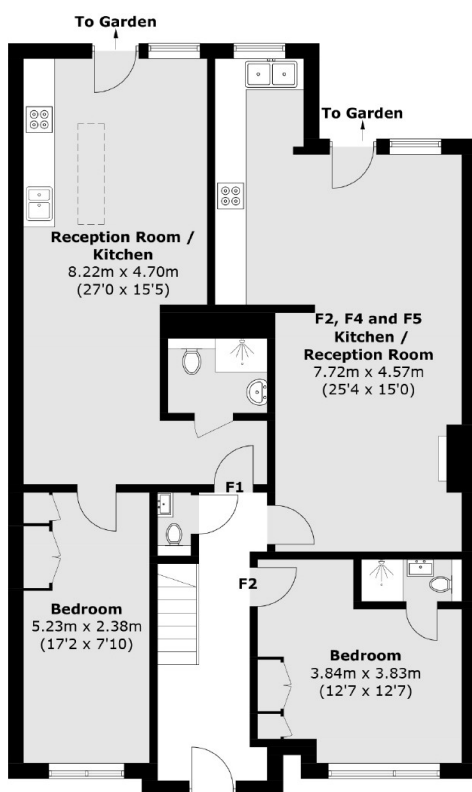 To Garden
To Garden
Reception Room /
Kitchen
8.22m x 4.70m
(27'0 x 15'5)
F2, F4 and F5
Kitchen /
Reception Room
7.72m x 4.57m
(25'4 x 15'0)
F1
F2
Bedroom
5.23m x 2.38m
(17'2 x 7'10)
Bedroom
3.84m x 3.83m
(12'7 x 12'7)